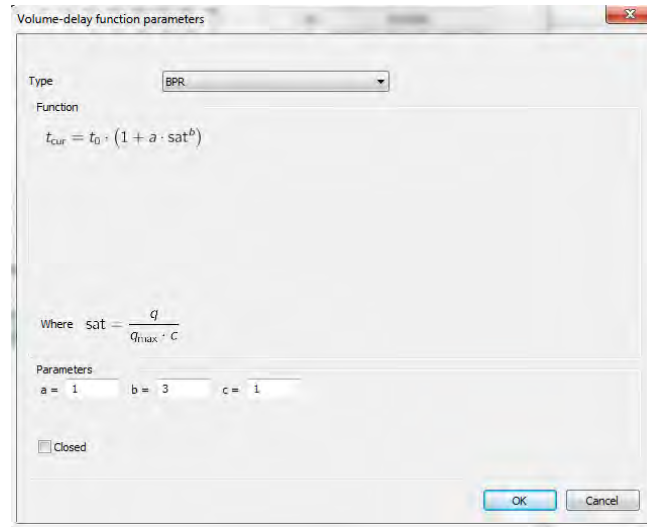 Volume-delay function parameters
Type BPR
Function
t_cur = t_0 · (1 + a · sat^b)
Where sat = q / (q_max · c)
Parameters
a = 1 b = 3 c = 1
Closed
OK Cancel